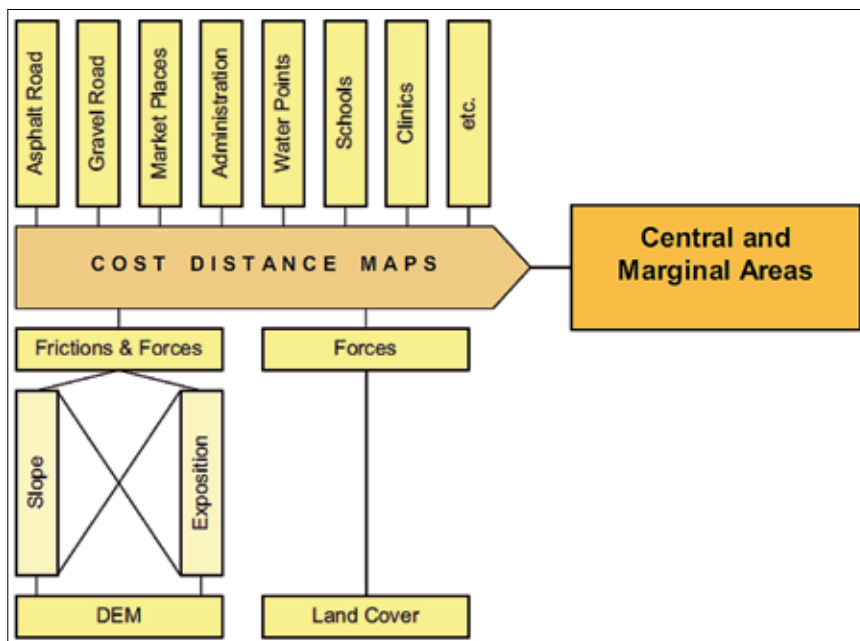 Asphalt Road
Gravel Road
Market Places
Administration
Water Points
Schools
Clinics
etc.
COST DISTANCE MAPS
Central and
Marginal Areas
Frictions & Forces
Forces
Slope
Exposition
DEM
Land Cover